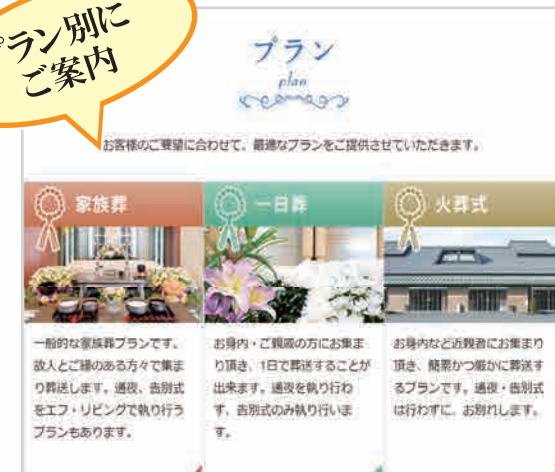 プラン別に
ご案内
プラン
plan
お客様のご要望に合わせて、最適なプランをご提供させていただきます。
家族葬
一日葬
火葬式
一般的な家族葬プランです。
故人とご縁のある方々で集ま
り葬送します。通夜、告別式
をエフ・リビングで執り行う
プランもあります。
お身内・ご親戚の方にお集ま
り頂き、1日で葬送することが
出来ます。通夜を執り行わ
ず、告別式のみ執り行いま
す。
お身内など近親者にお集まり
頂き、簡素かつ厳かに葬送す
るプランです。通夜・告別式
は行わずに、お別れします。